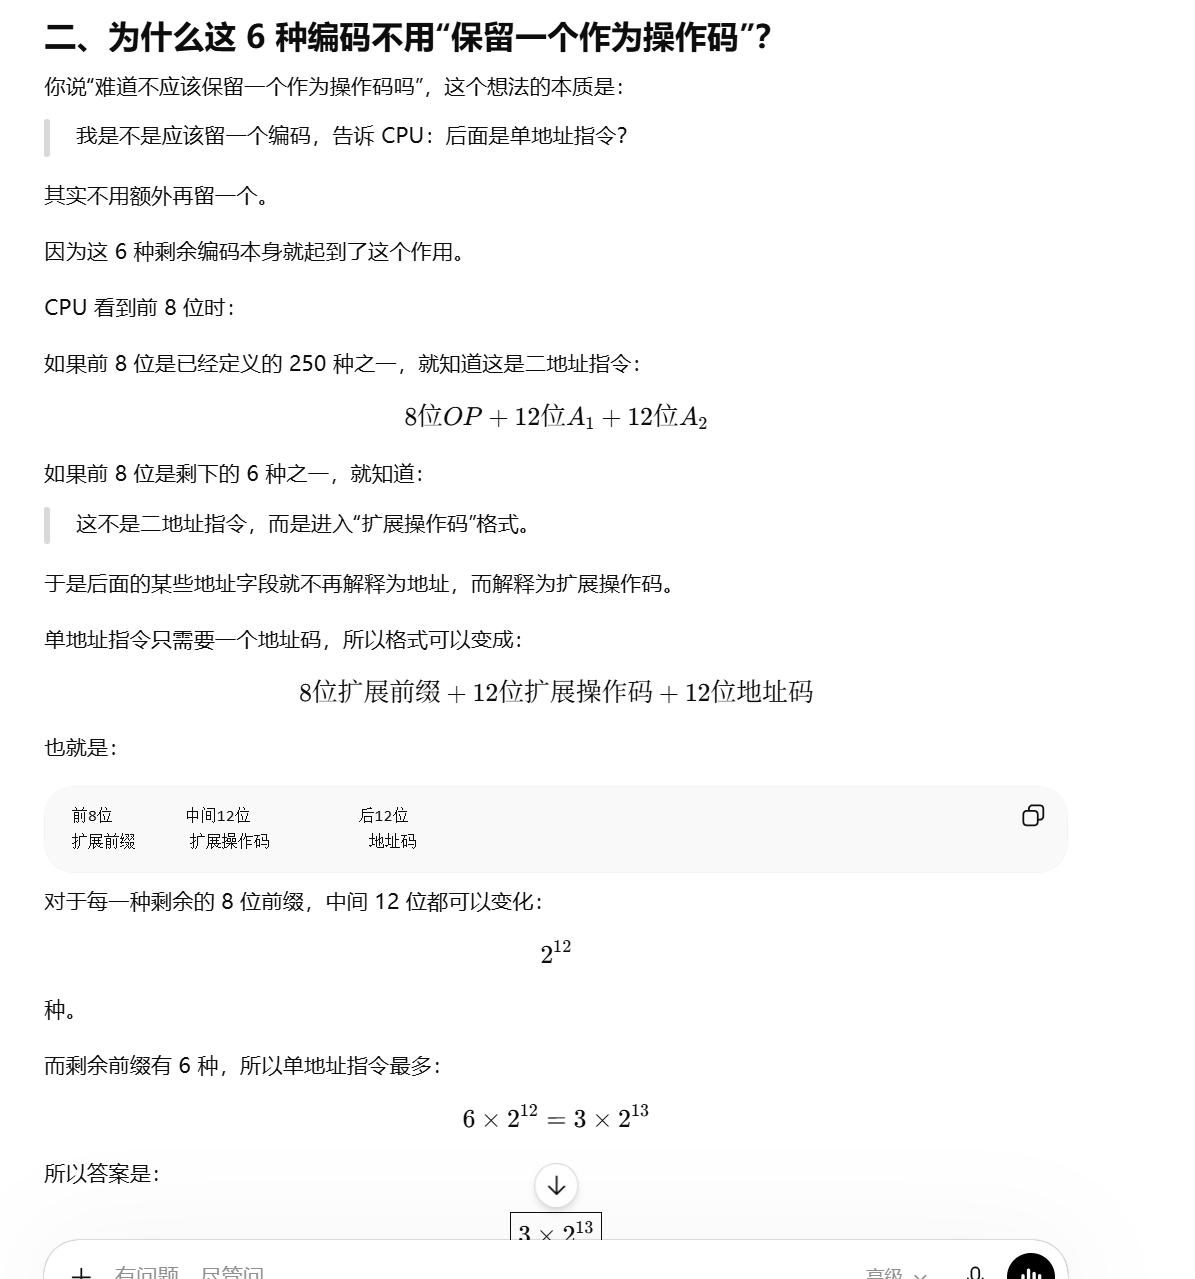 二、为什么这 6 种编码不用“保留一个作为操作码”？
你说“难道不应该保留一个作为操作码吗”，这个想法的本质是：
我是不是应该留一个编码，告诉 CPU：后面是单地址指令？
其实不用额外再留一个。
因为这 6 种剩余编码本身就起到了这个作用。
CPU 看到前 8 位时：
如果前 8 位是已经定义的 250 种之一，就知道这是二地址指令：
8位OP + 12位A₁ + 12位A₂
如果前 8 位是剩下的 6 种之一，就知道：
这不是二地址指令，而是进入“扩展操作码”格式。
于是后面的某些地址字段就不再解释为地址，而解释为扩展操作码。
单地址指令只需要一个地址码，所以格式可以变成：
8位扩展前缀 + 12位扩展操作码 + 12位地址码
也就是：
前8位 中间12位 后12位
扩展前缀 扩展操作码 地址码
对于每一种剩余的 8 位前缀，中间 12 位都可以变化：
2¹²
种。
而剩余前缀有 6 种，所以单地址指令最多：
6 × 2¹² = 3 × 2¹³
所以答案是：
3 × 2¹³
有问题，尽管问
高级